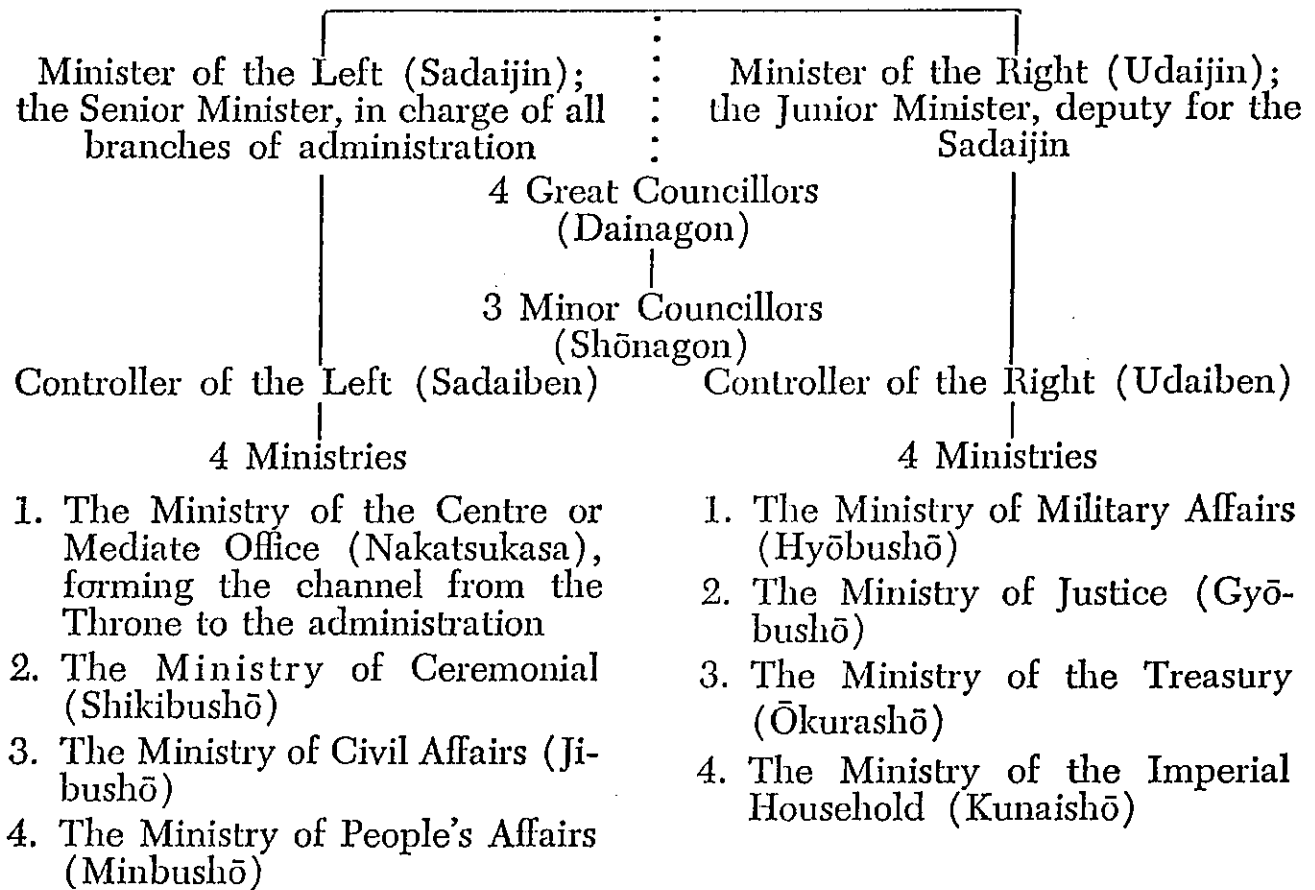 Minister of the Left (Sadaijin);
the Senior Minister, in charge of all
branches of administration
Minister of the Right (Udaijin);
the Junior Minister, deputy for the
Sadaijin
4 Great Councillors
(Dainagon)
3 Minor Councillors
(Shōnagon)
Controller of the Left (Sadaiben)
4 Ministries
1. The Ministry of the Centre or
Mediate Office (Nakatsukasa),
forming the channel from the
Throne to the administration
2. The Ministry of Ceremonial
(Shikibushō)
3. The Ministry of Civil Affairs (Ji-
bushō)
4. The Ministry of People's Affairs
(Minbushō)
Controller of the Right (Udaiben)
4 Ministries
1. The Ministry of Military Affairs
(Hyōbushō)
2. The Ministry of Justice (Gyō-
bushō)
3. The Ministry of the Treasury
(Ōkurashō)
4. The Ministry of the Imperial
Household (Kunaishō)